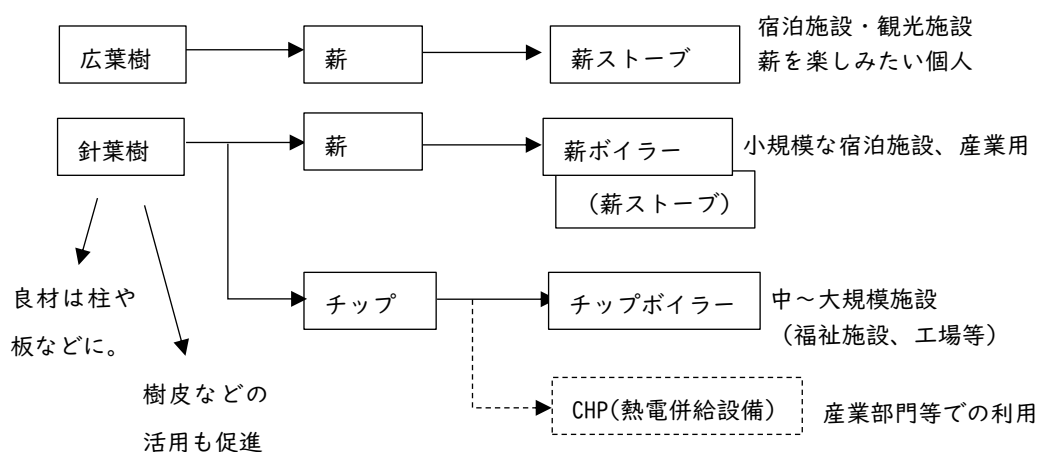 広葉樹
薪
薪ストーブ
宿泊施設・観光施設
薪を楽しみたい個人
針葉樹
薪
薪ボイラー
小規模な宿泊施設、産業用
（薪ストーブ）
良材は柱や
板などに。
チップ
チップボイラー
中～大規模施設
（福祉施設、工場等）
樹皮などの
活用も促進
CHP(熱電併給設備)
産業部門等での利用